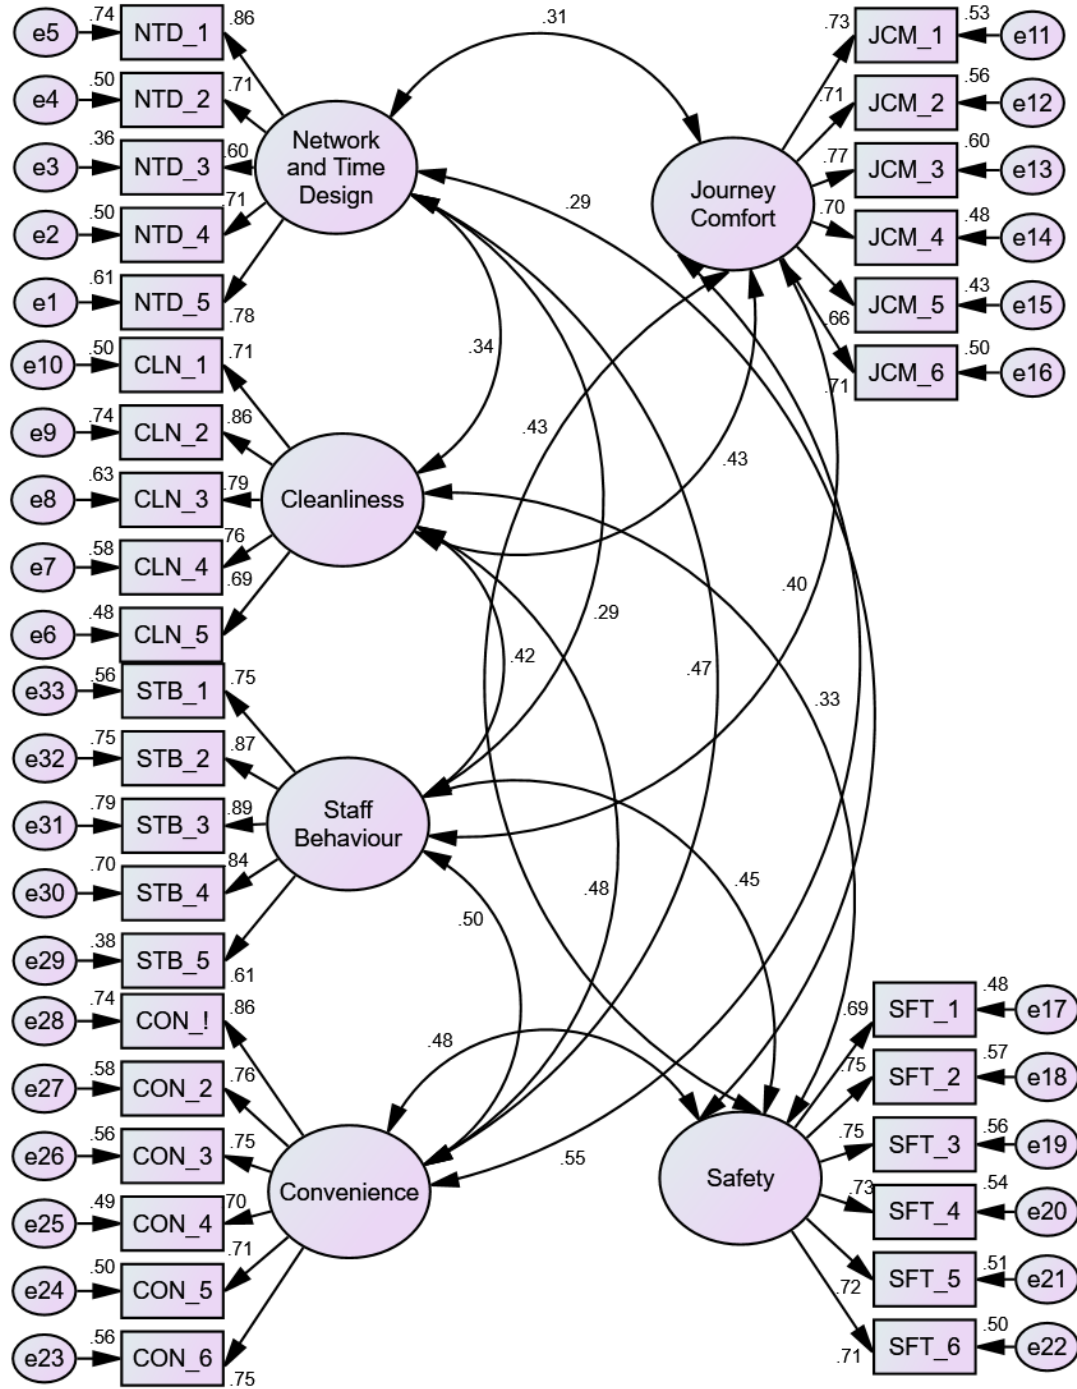 e5 .74 NTD_1 .86
e4 .50 NTD_2 .71
e3 .36 NTD_3 .60
e2 .50 NTD_4 .71
e1 .61 NTD_5 .78
Network
and Time
Design
e10 .50 CLN_1 .71
e9 .74 CLN_2 .86
e8 .63 CLN_3 .79
e7 .58 CLN_4 .76
e6 .48 CLN_5 .69
Cleanliness
e33 .56 STB_1 .75
e32 .75 STB_2 .87
e31 .79 STB_3 .89
e30 .70 STB_4 .84
e29 .38 STB_5 .61
Staff
Behaviour
e28 .74 CON_! .86
e27 .58 CON_2 .76
e26 .56 CON_3 .75
e25 .49 CON_4 .70
e24 .50 CON_5 .71
e23 .56 CON_6 .75
Convenience
.31
.29
.34
.43
.43
.29
.42
.47
.40
.33
.48
.45
.50
.48
.55
Journey
Comfort
.73 JCM_1 .53 e11
.71 JCM_2 .56 e12
.77 JCM_3 .60 e13
.70 JCM_4 .48 e14
.66 JCM_5 .43 e15
.71 JCM_6 .50 e16
Safety
.69 SFT_1 .48 e17
.75 SFT_2 .57 e18
.75 SFT_3 .56 e19
.73 SFT_4 .54 e20
.72 SFT_5 .51 e21
.71 SFT_6 .50 e22